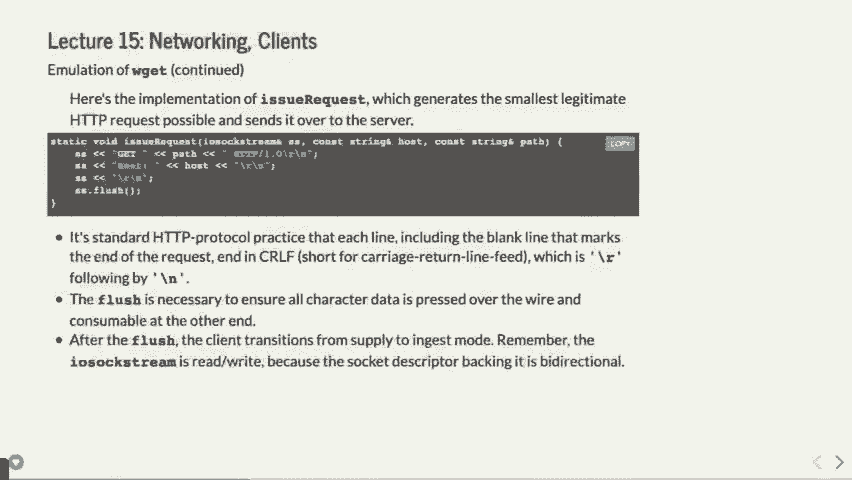 Lecture 15: Networking, Clients
Emulation of wget (continued)
Here's the implementation of issueRequest, which generates the smallest legitimate
HTTP request possible and sends it over to the server.
static void issueRequest(iosockstream& ss, const string& host, const string& path) {
COPY
ss << "GET " << path << " HTTP/1.0\r\n";
ss << "Host: " << host << "\r\n";
ss << "\r\n";
ss.flush();
}
• It's standard HTTP-protocol practice that each line, including the blank line that marks
the end of the request, end in CRLF (short for carriage-return-line-feed), which is '\r'
following by '\n'.
• The flush is necessary to ensure all character data is pressed over the wire and
consumable at the other end.
• After the flush, the client transitions from supply to ingest mode. Remember, the
iosockstream is read/write, because the socket descriptor backing it is bidirectional.